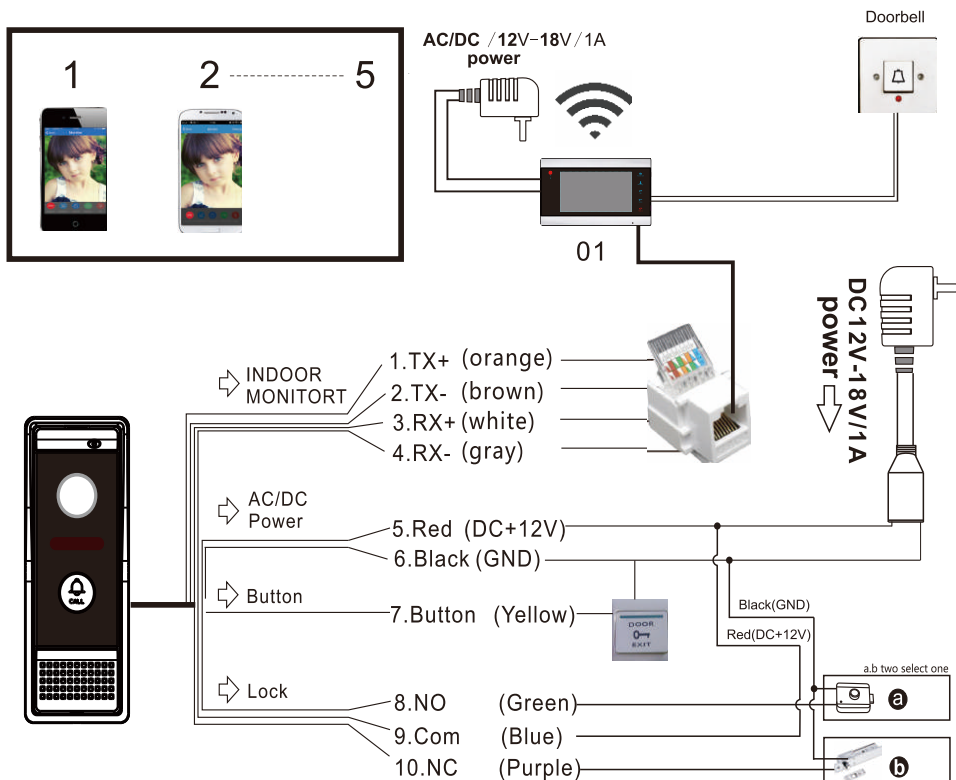 Doorbell
AC/DC /12V-18V/1A
power
1
2
5
01
DC12V-18V/1A
power
INDOOR
MONITORT
1.TX+ (orange)
2.TX- (brown)
3.RX+ (white)
4.RX- (gray)
AC/DC
Power
5.Red (DC+12V)
6.Black (GND)
Button
7.Button (Yellow)
DOOR
EXIT
Black(GND)
Red(DC+12V)
CALL
Lock
8.NO (Green)
9.Com (Blue)
10.NC (Purple)
a.b two select one
a
b